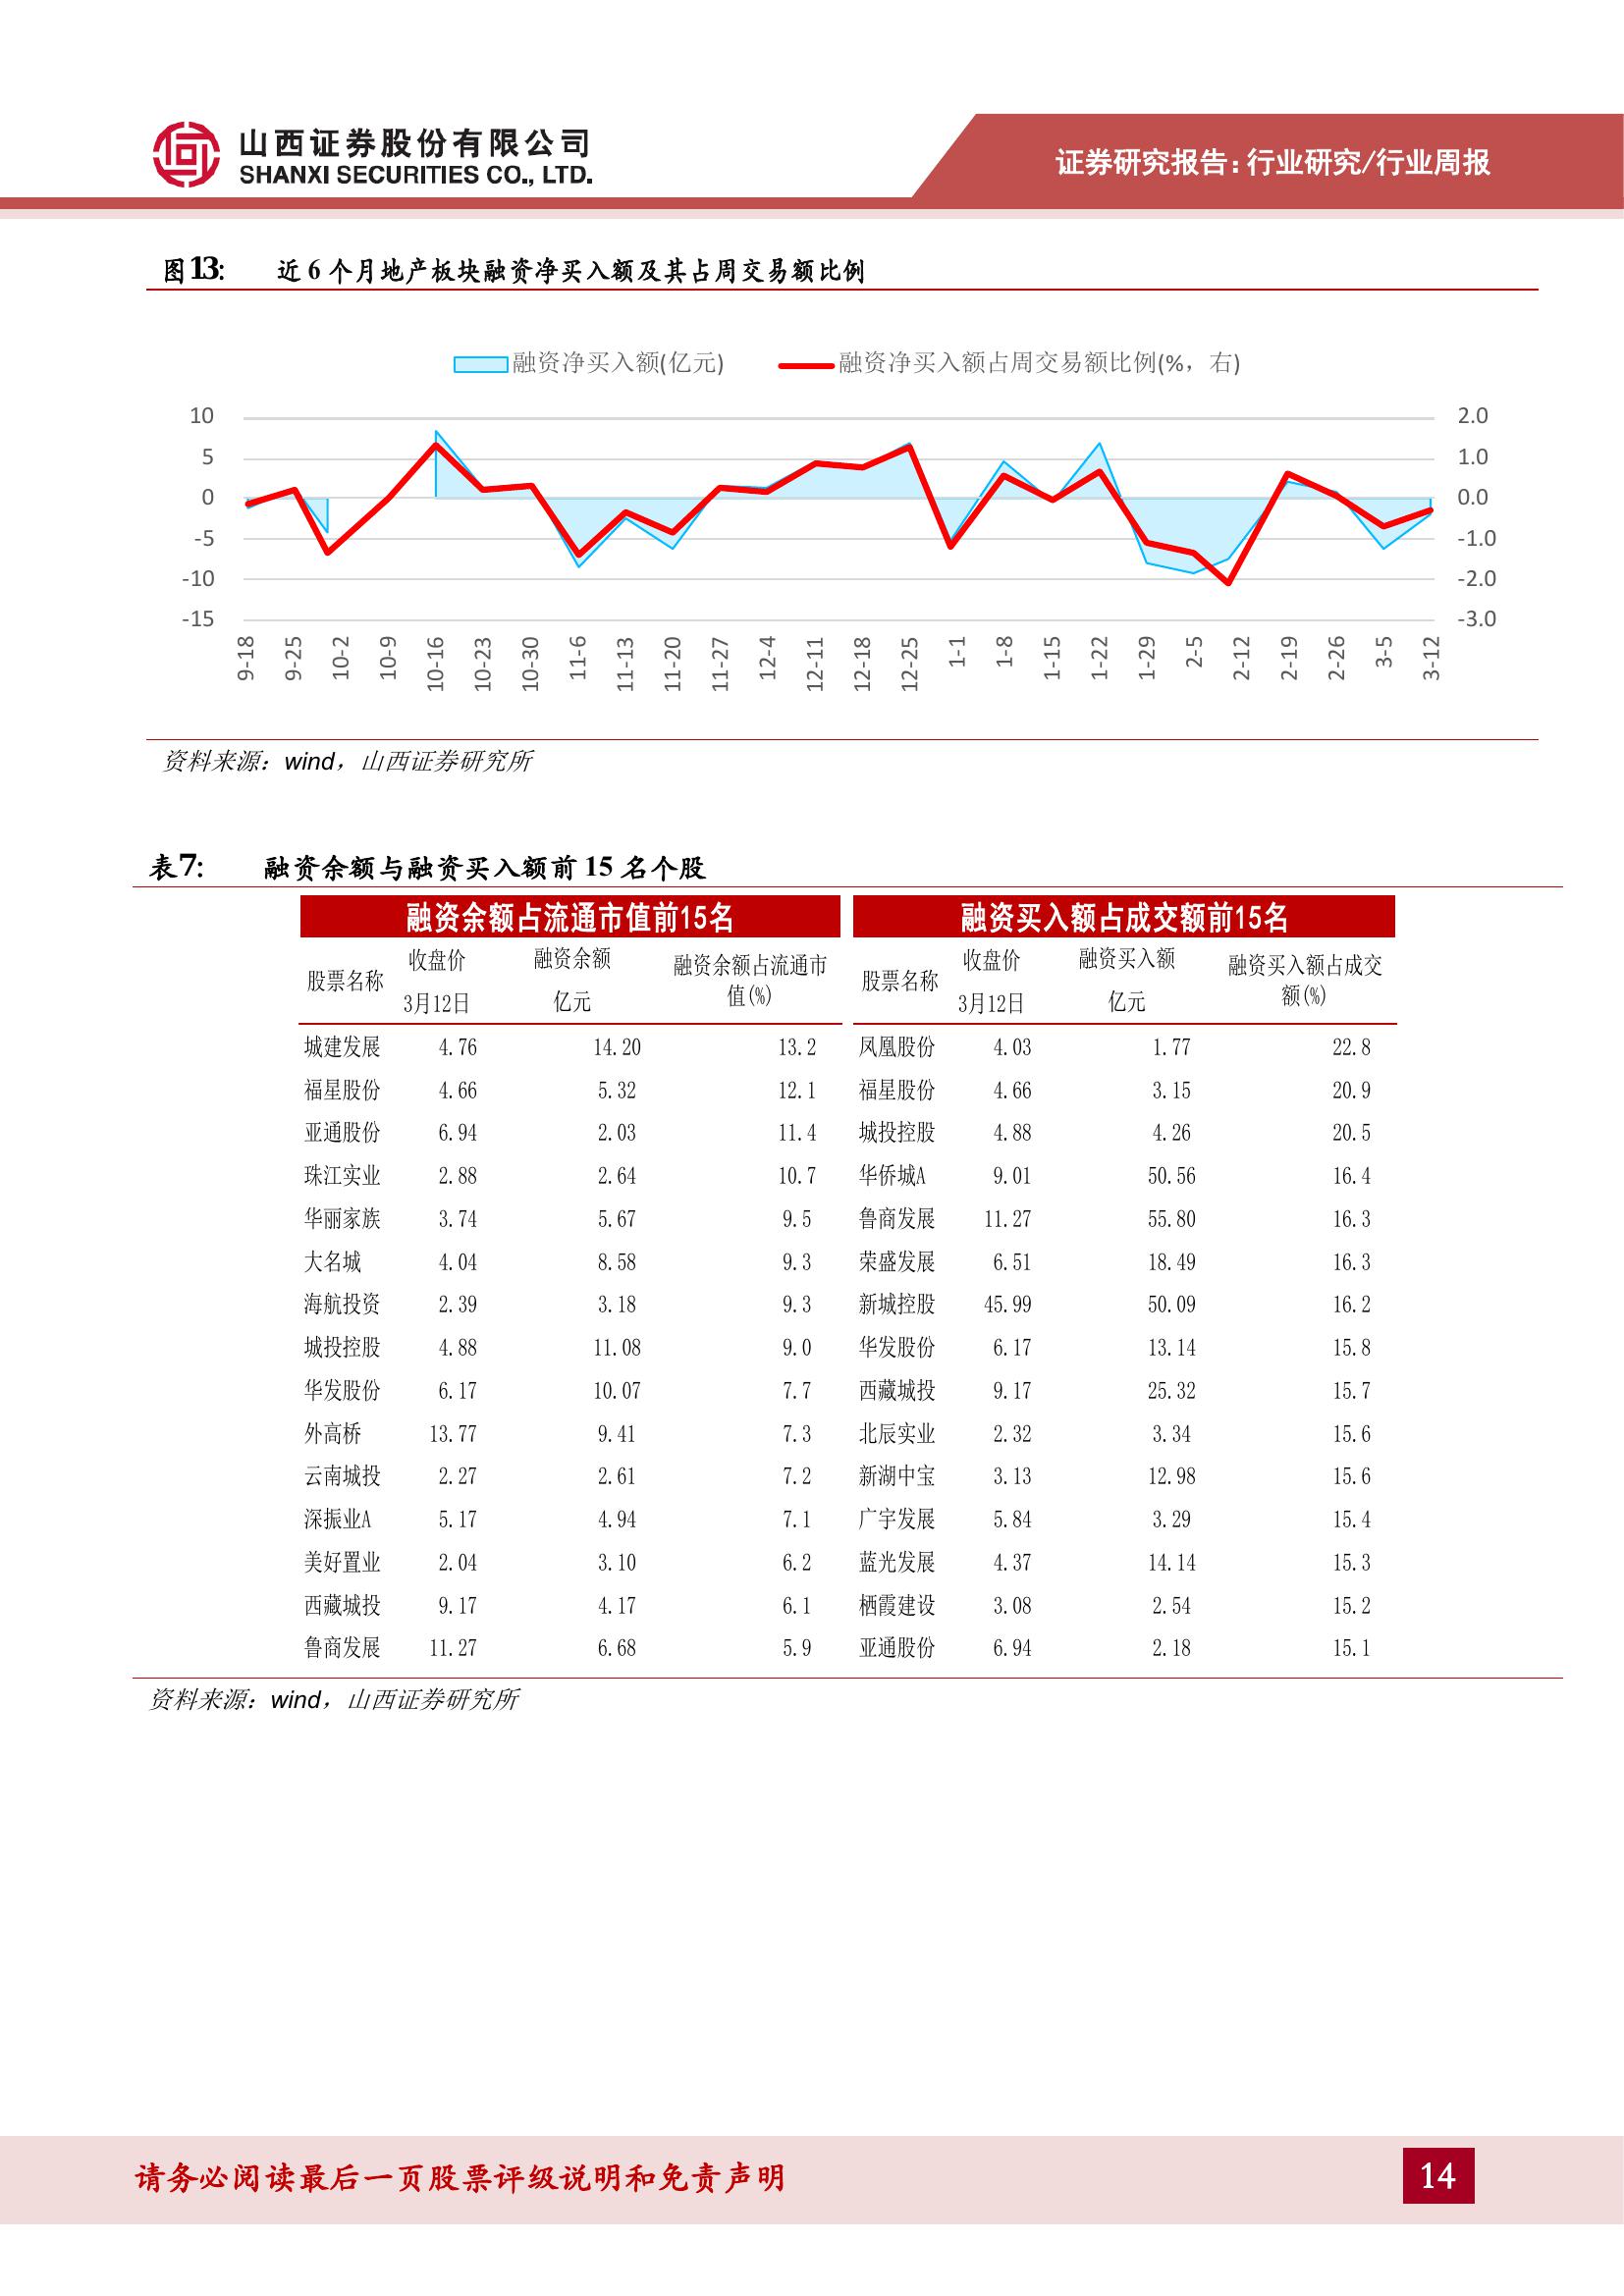 山西证券股份有限公司
SHANXI SECURITIES CO., LTD.
证券研究报告:行业研究/行业周报
图13: 近 6 个月地产板块融资净买入额及其占周交易额比例
融资净买入额(亿元) 融资净买入额占周交易额比例(%，右)
10 2.0
5 1.0
0 0.0
-5 -1.0
-10 -2.0
-15 -3.0
9-18 9-25 10-2 10-9 10-16 10-23 10-30 11-6 11-13 11-20 11-27 12-4 12-11 12-18 12-25 1-1 1-8 1-15 1-22 1-29 2-5 2-12 2-19 2-26 3-5 3-12
资料来源：wind，山西证券研究所
表7: 融资余额与融资买入额前 15 名个股
融资余额占流通市值前15名 融资买入额占成交额前15名
股票名称 收盘价 3月12日 融资余额 亿元 融资余额占流通市值(%) 股票名称 收盘价 3月12日 融资买入额 亿元 融资买入额占成交额(%)
城建发展 4.76 14.20 13.2 凤凰股份 4.03 1.77 22.8
福星股份 4.66 5.32 12.1 福星股份 4.66 3.15 20.9
亚通股份 6.94 2.03 11.4 城投控股 4.88 4.26 20.5
珠江实业 2.88 2.64 10.7 华侨城A 9.01 50.56 16.4
华丽家族 3.74 5.67 9.5 鲁商发展 11.27 55.80 16.3
大名城 4.04 8.58 9.3 荣盛发展 6.51 18.49 16.3
海航投资 2.39 3.18 9.3 新城控股 45.99 50.09 16.2
城投控股 4.88 11.08 9.0 华发股份 6.17 13.14 15.8
华发股份 6.17 10.07 7.7 西藏城投 9.17 25.32 15.7
外高桥 13.77 9.41 7.3 北辰实业 2.32 3.34 15.6
云南城投 2.27 2.61 7.2 新湖中宝 3.13 12.98 15.6
深振业A 5.17 4.94 7.1 广宇发展 5.84 3.29 15.4
美好置业 2.04 3.10 6.2 蓝光发展 4.37 14.14 15.3
西藏城投 9.17 4.17 6.1 栖霞建设 3.08 2.54 15.2
鲁商发展 11.27 6.68 5.9 亚通股份 6.94 2.18 15.1
资料来源：wind，山西证券研究所
请务必阅读最后一页股票评级说明和免责声明
14